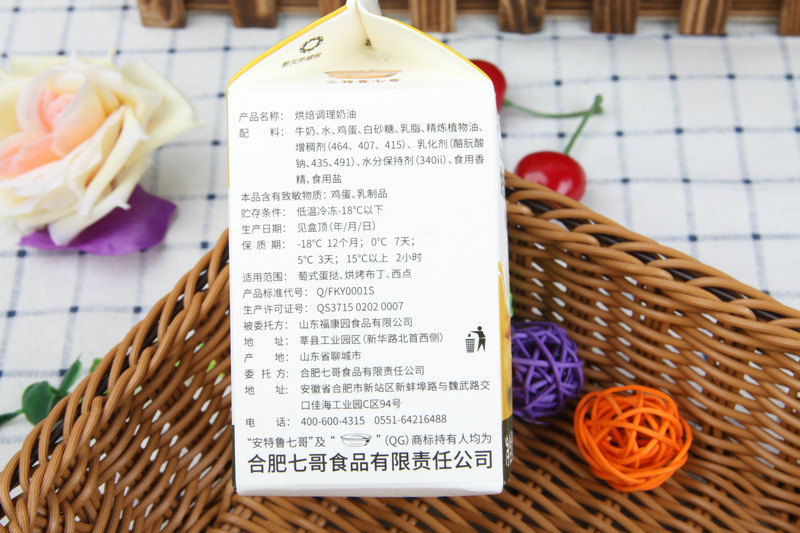 安特鲁七哥
产品名称： 烘焙调理奶油
配　　料： 牛奶、水、鸡蛋、白砂糖、乳脂、精炼植物油、
增稠剂（464、407、415）、乳化剂（酪朊酸
钠、435、491）、水分保持剂（340ii）、食用香
精、食用盐
本品含有致敏物质：鸡蛋、乳制品
贮存条件： 低温冷冻-18℃以下
生产日期： 见盒顶（年/月/日）
保 质 期： -18℃ 12个月； 0℃ 7天；
5℃ 3天； 15℃以上 2小时
适用范围： 葡式蛋挞、烘烤布丁、西点
产品标准代号： Q/FKY0001S
生产许可证号： QS3715 0202 0007
被委托方： 山东福康园食品有限公司
地　　址： 莘县工业园区（新华路北首西侧）
产　　地： 山东省聊城市
委 托 方： 合肥七哥食品有限责任公司
地　　址： 安徽省合肥市新站区新蚌埠路与魏武路交
口佳海工业园C区94号
电　　话： 400-600-4315 0551-64216488
“安特鲁七哥”及“ ”（QG）商标持有人均为
合肥七哥食品有限责任公司